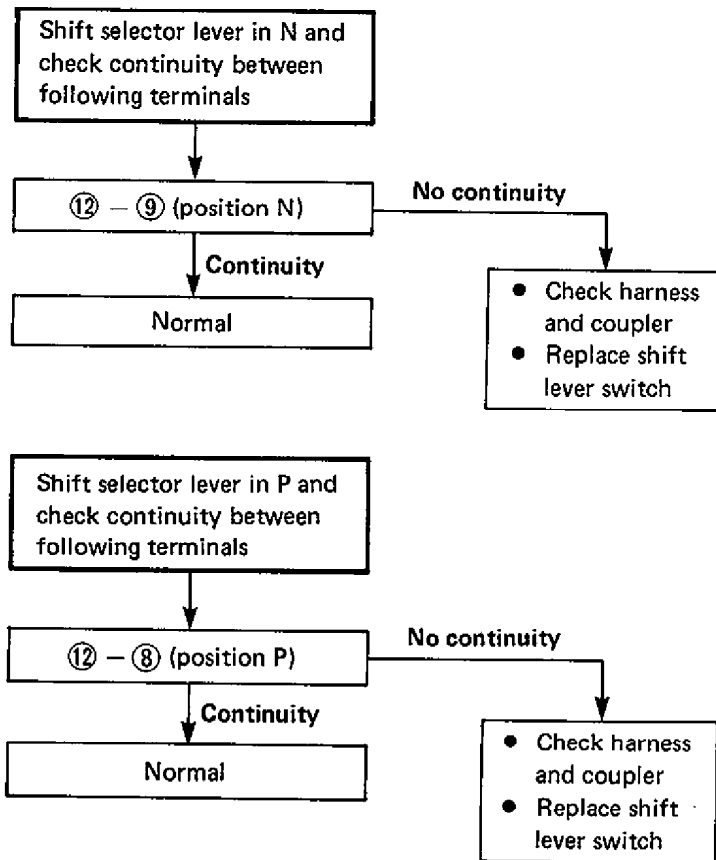 Shift selector lever in N and
check continuity between
following terminals
⑫ – ⑨ (position N)
No continuity
Continuity
Normal
● Check harness
and coupler
● Replace shift
lever switch
Shift selector lever in P and
check continuity between
following terminals
⑫ – ⑧ (position P)
No continuity
Continuity
Normal
● Check harness
and coupler
● Replace shift
lever switch